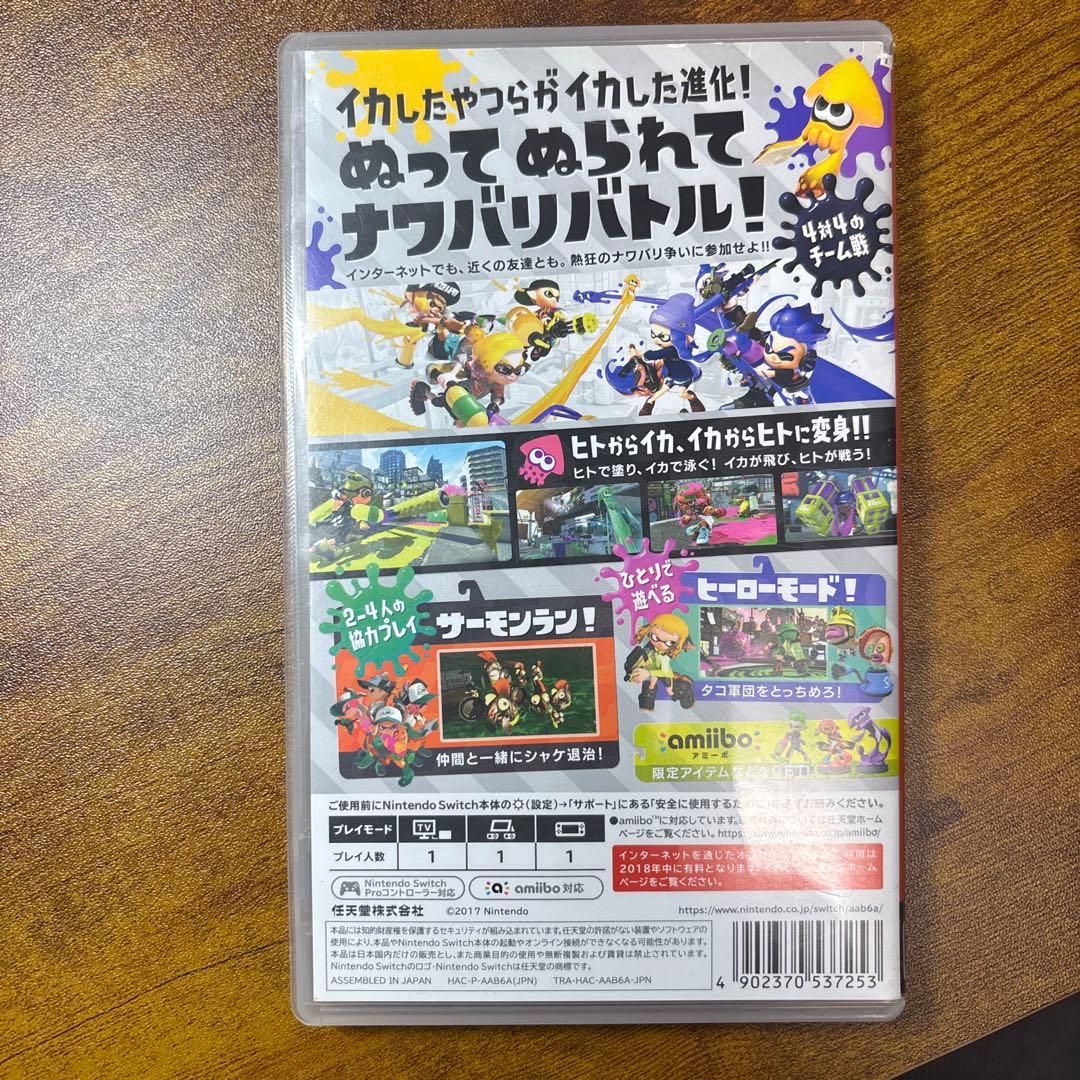 イカしたやつらがイカした進化!
ぬって ぬられて
ナワバリバトル!
4対4の
チーム戦
インターネットでも、近くの友達とも。熱狂のナワバリ争いに参加せよ!!
ヒトからイカ、イカからヒトに変身!!
ヒトで塗り、イカで泳ぐ! イカが飛び、ヒトが戦う!
2-4人の
協力プレイ
サーモンラン!
仲間と一緒にシャケ退治!
ひとりで
遊べる
ヒーローモード!
タコ軍団をとっちめろ!
amiibo
アミーボ
限定アイテムなど
ご使用前にNintendo Switch本体の(設定)→「サポート」にある「安全に使用するために」を必ずお読みください。
プレイモード
TV
プレイ人数 1 1 1
●amiibo™に対応しています。 については任天堂ホーム
ページをご覧ください。https://www.nintendo.co.jp/amiibo/
インターネットを通じた 利用は
2018年中に有料となります。 ホーム
ページをご覧ください。
Nintendo Switch
Proコントローラー対応
amiibo 対応
任天堂株式会社 ©2017 Nintendo https://www.nintendo.co.jp/switch/aab6a/
本品には知的財産権を保護するセキュリティが組み込まれています。任天堂の許諾がない装置やソフトウェアの
使用により、本品やNintendo Switch本体の起動やオンライン接続ができなくなる可能性があります。
本品は日本国内だけの販売とし、また商業目的の使用や無断複製および賃貸は禁止されています。
Nintendo Switchのロゴ・Nintendo Switchは任天堂の商標です。
ASSEMBLED IN JAPAN HAC-P-AAB6A(JPN) TRA-HAC-AAB6A-JPN
4 902370 537253